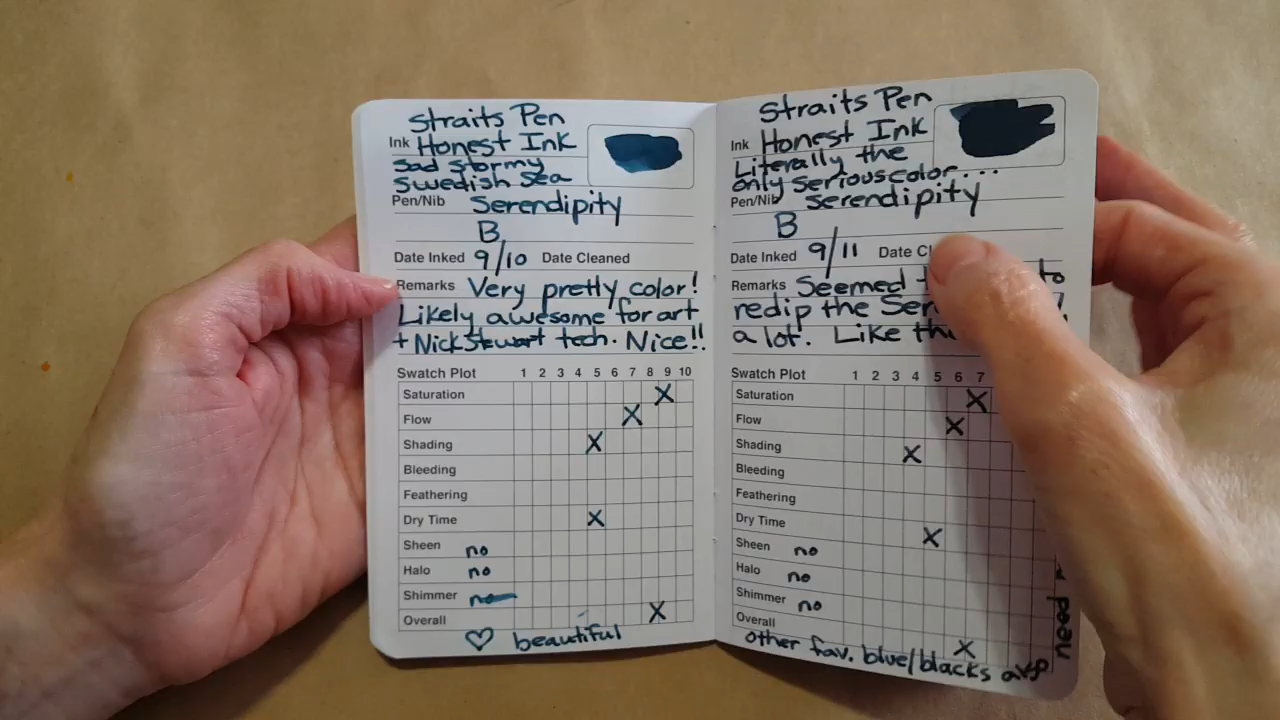 Straits Pen
Ink Honest Ink
Sad stormy
Swedish Sea
Pen/Nib Serendipity
B
Date Inked 9/10 Date Cleaned
Remarks Very pretty color!
Likely awesome for art
+ Nick Stewart tech. Nice!!
Swatch Plot 1 2 3 4 5 6 7 8 9 10
Saturation X
Flow X
Shading X
Bleeding
Feathering
Dry Time X
Sheen no
Halo no
Shimmer no
Overall X
♡ beautiful
Straits Pen
Ink Honest Ink
Literally the
only serious color...
Pen/Nib Serendipity
B
Date Inked 9/11 Date
Remarks Seemed to
redip the
a lot. Like
Swatch Plot 1 2 3 4 5 6 7
Saturation X
Flow X
Shading X
Bleeding
Feathering
Dry Time X
Sheen no
Halo no
Shimmer no
Overall X
other fav. blue/blacks
need